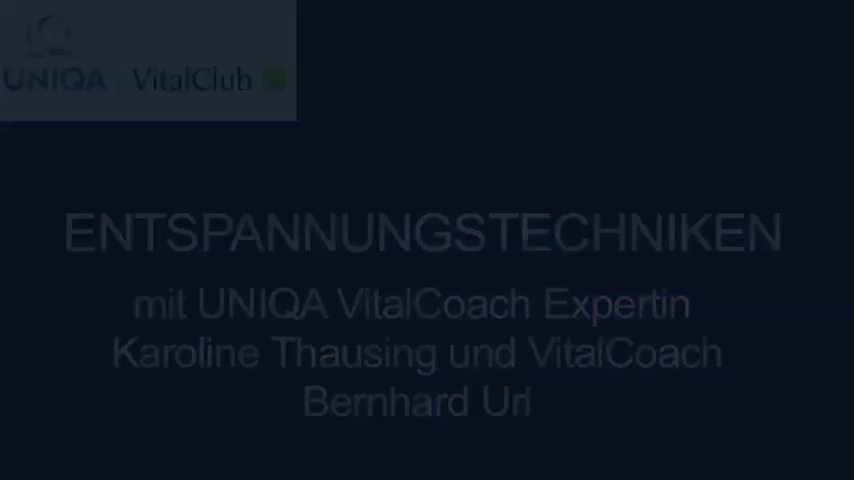 UNIQA VitalClub
ENTSPANNUNGSTECHNIKEN
mit UNIQA VitalCoach Expertin
Karoline Thausing und VitalCoach
Bernhard Url